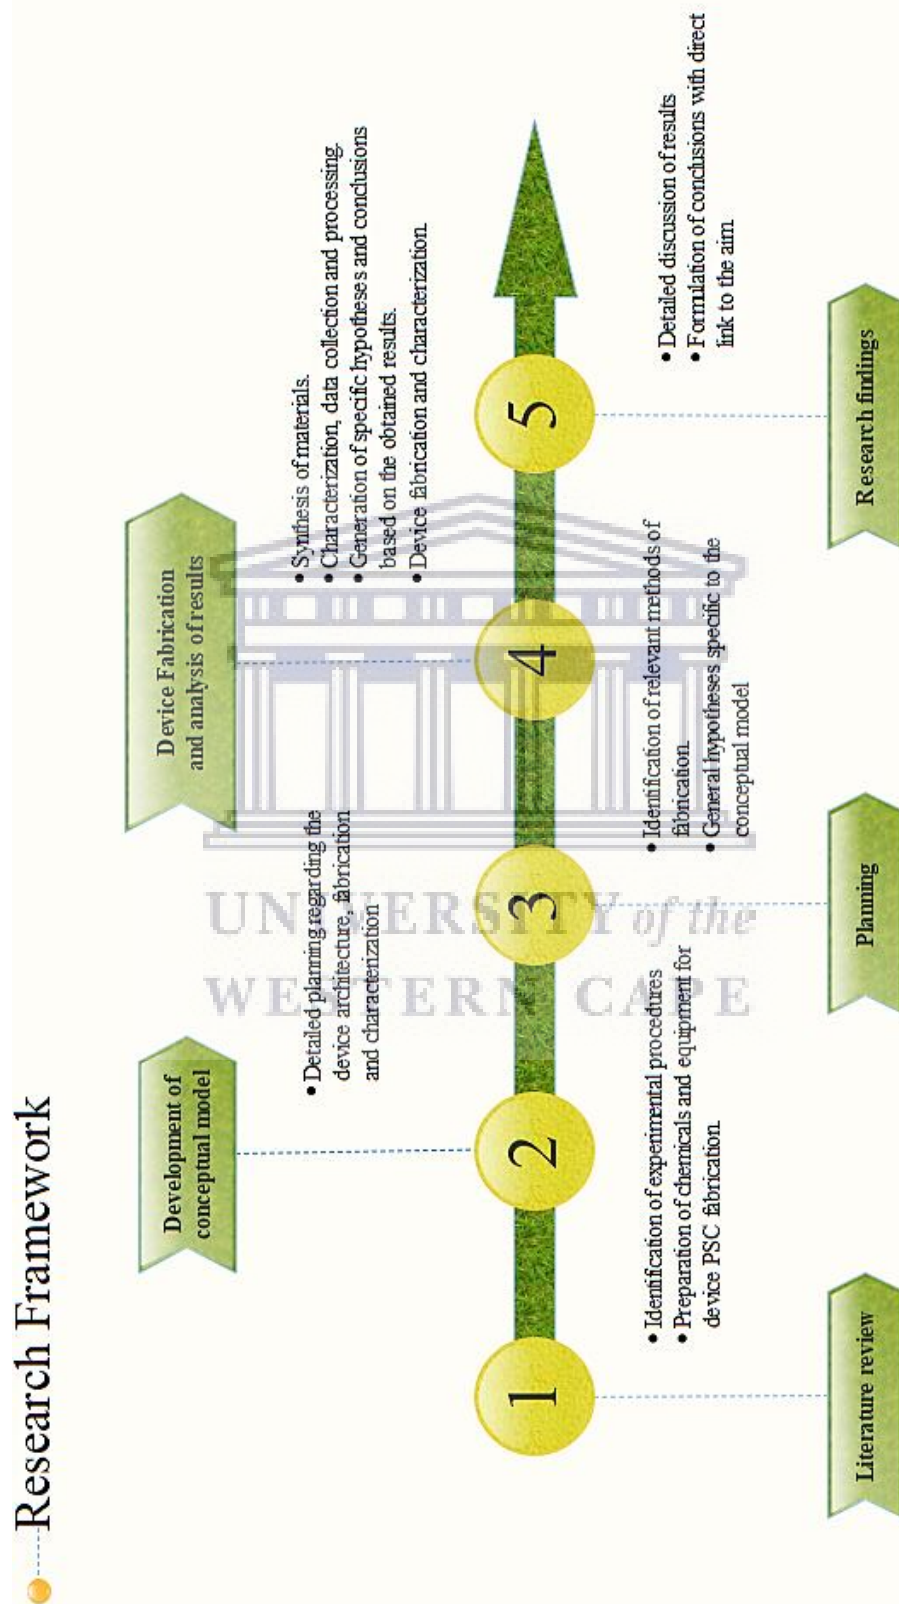 Research Framework
Development of
conceptual model
Device Fabrication
and analysis of results
• Detailed planning regarding the
device architecture, fabrication
and characterization
• Synthesis of materials.
• Characterization, data collection and processing.
• Generation of specific hypotheses and conclusions
based on the obtained results.
• Device fabrication and characterization.
1
2
3
4
5
• Identification of experimental procedures
• Preparation of chemicals and equipment for
device PSC fabrication.
• Identification of relevant methods of
fabrication.
• General hypotheses specific to the
conceptual model
• Detailed discussion of results
• Formulation of conclusions with direct
link to the aim.
Literature review
Planning
Research findings
UNIVERSITY of the
WESTERN CAPE